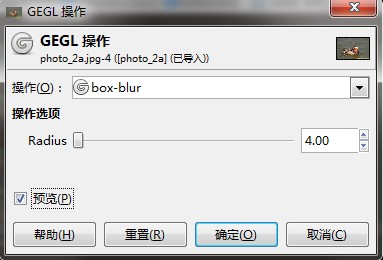 GEGL 操作
GEGL 操作
photo_2a.jpg-4 ([photo_2a] (已导入))
操作(O)： box-blur
操作选项
Radius 4.00
预览(P)
帮助(H) 重置(R) 确定(O) 取消(C)